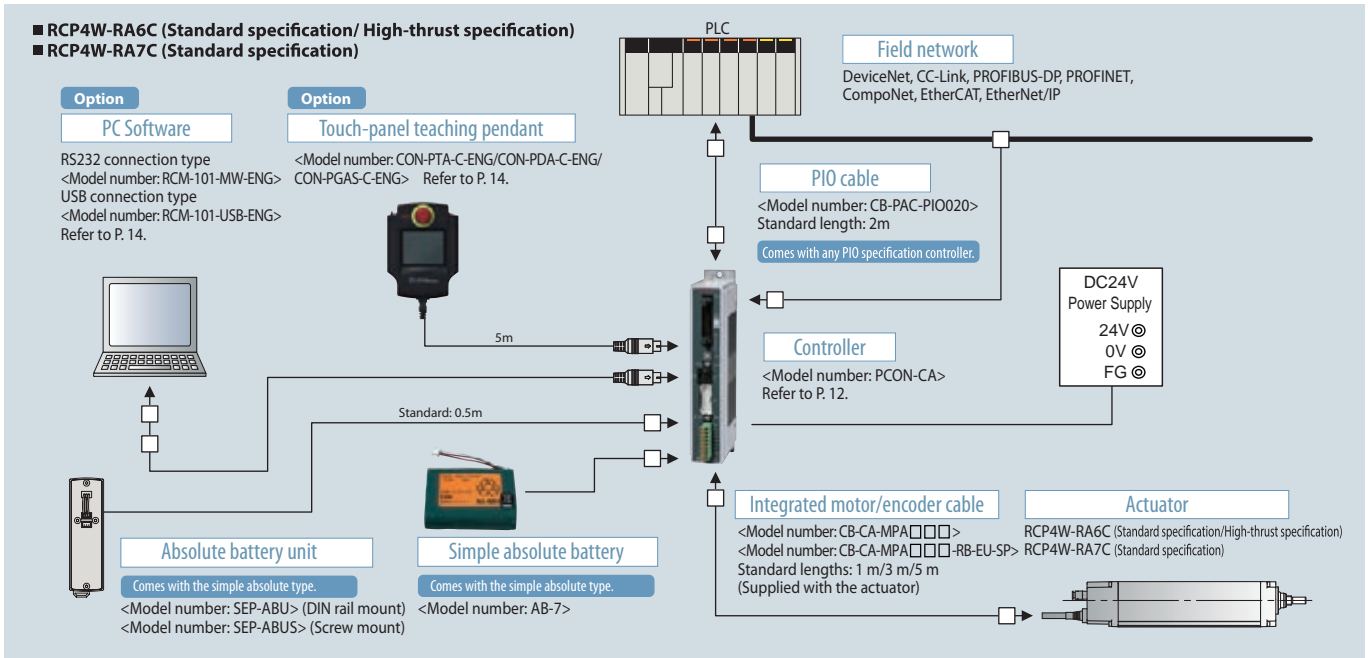 ■ RCP4W-RA6C (Standard specification/ High-thrust specification)
■ RCP4W-RA7C (Standard specification)
Option
PC Software
RS232 connection type
<Model number: RCM-101-MW-ENG>
USB connection type
<Model number: RCM-101-USB-ENG>
Refer to P. 14.
Option
Touch-panel teaching pendant
<Model number: CON-PTA-C-ENG/CON-PDA-C-ENG/
CON-PGAS-C-ENG> Refer to P. 14.
PLC
Field network
DeviceNet, CC-Link, PROFIBUS-DP, PROFINET,
CompoNet, EtherCAT, EtherNet/IP
PIO cable
<Model number: CB-PAC-PIO020>
Standard length: 2m
Comes with any PIO specification controller.
DC24V
Power Supply
24V
0V
FG
5m
Controller
<Model number: PCON-CA>
Refer to P. 12.
Standard: 0.5m
Absolute battery unit
Comes with the simple absolute type.
<Model number: SEP-ABU> (DIN rail mount)
<Model number: SEP-ABUS> (Screw mount)
Simple absolute battery
Comes with the simple absolute type.
<Model number: AB-7>
Integrated motor/encoder cable
<Model number: CB-CA-MPA□□□>
<Model number: CB-CA-MPA□□□-RB-EU-SP>
Standard lengths: 1 m/3 m/5 m
(Supplied with the actuator)
Actuator
RCP4W-RA6C (Standard specification/High-thrust specification)
RCP4W-RA7C (Standard specification)